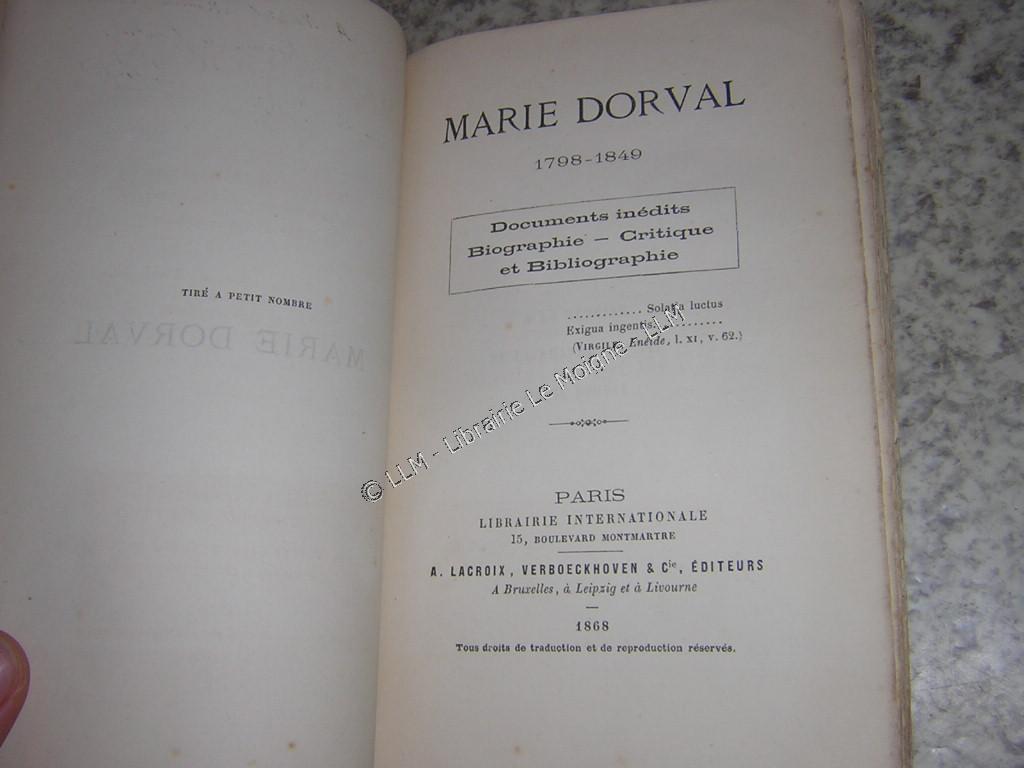 TIRÉ A PETIT NOMBRE
MARIE DORVAL
MARIE DORVAL
1798-1849
Documents inédits
Biographie — Critique
et Bibliographie
............. Solatia luctus
Exigua ingentis. ..........
(VIRGILE, Enéide, l. XI, v. 62.)
PARIS
LIBRAIRIE INTERNATIONALE
15, BOULEVARD MONTMARTRE
A. LACROIX, VERBOECKHOVEN & Cie, ÉDITEURS
A Bruxelles, à Leipzig et à Livourne
1868
Tous droits de traduction et de reproduction réservés.
© LLM - Librairie Le Moigne - LLM